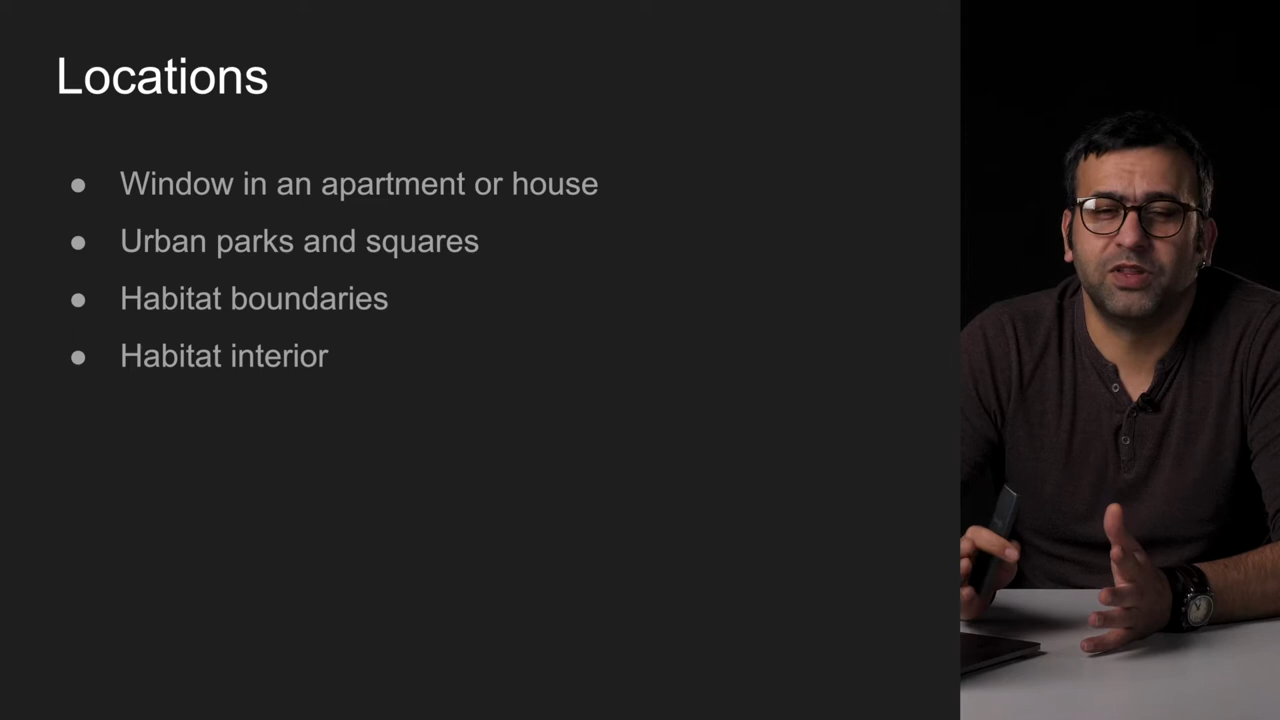 Locations
● Window in an apartment or house
● Urban parks and squares
● Habitat boundaries
● Habitat interior